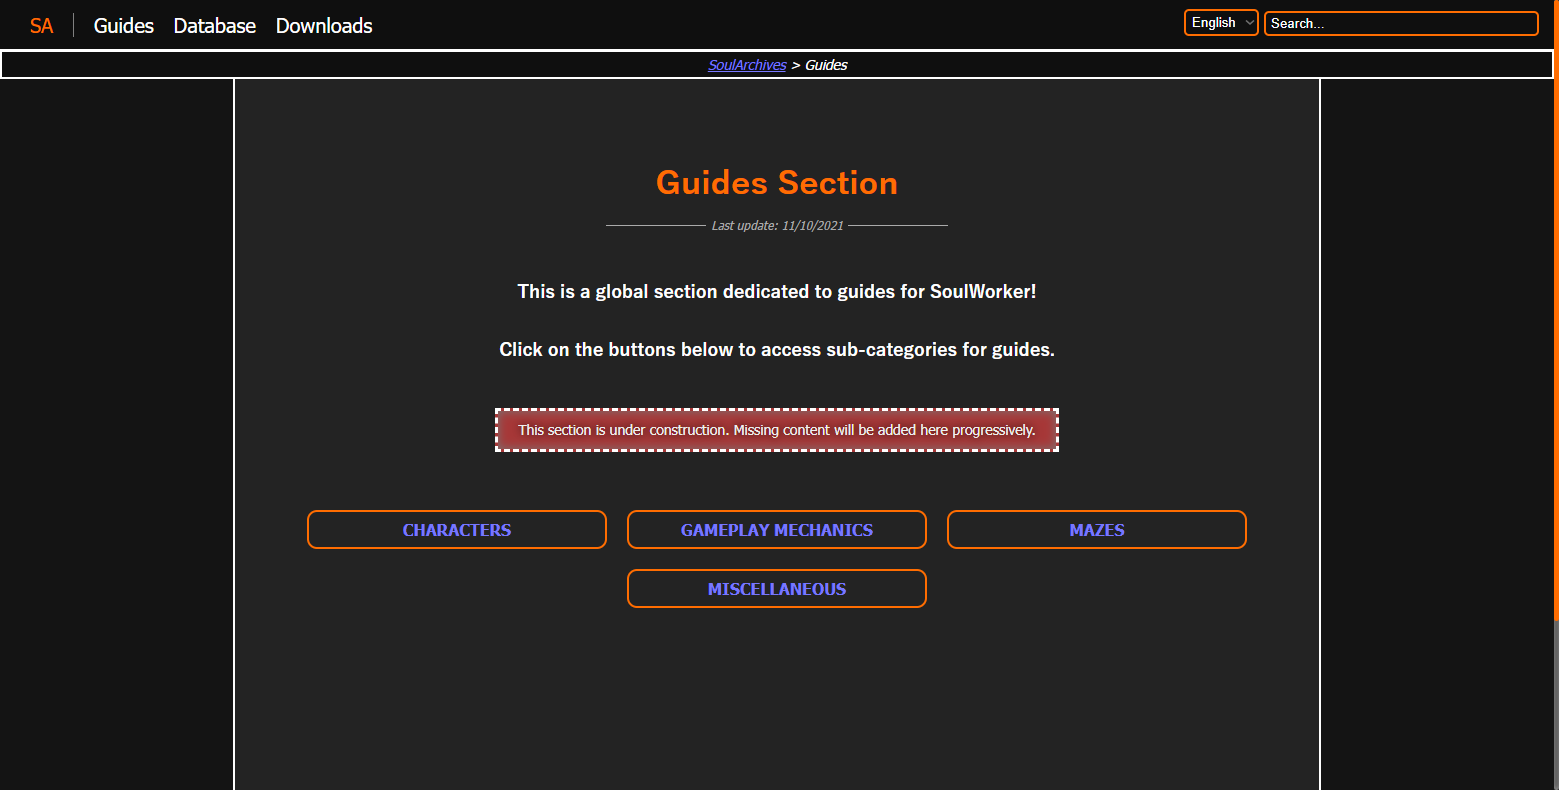 SA Guides Database Downloads English Search...
SoulArchives > Guides
Guides Section
Last update: 11/10/2021
This is a global section dedicated to guides for SoulWorker!
Click on the buttons below to access sub-categories for guides.
This section is under construction. Missing content will be added here progressively.
CHARACTERS GAMEPLAY MECHANICS MAZES
MISCELLANEOUS